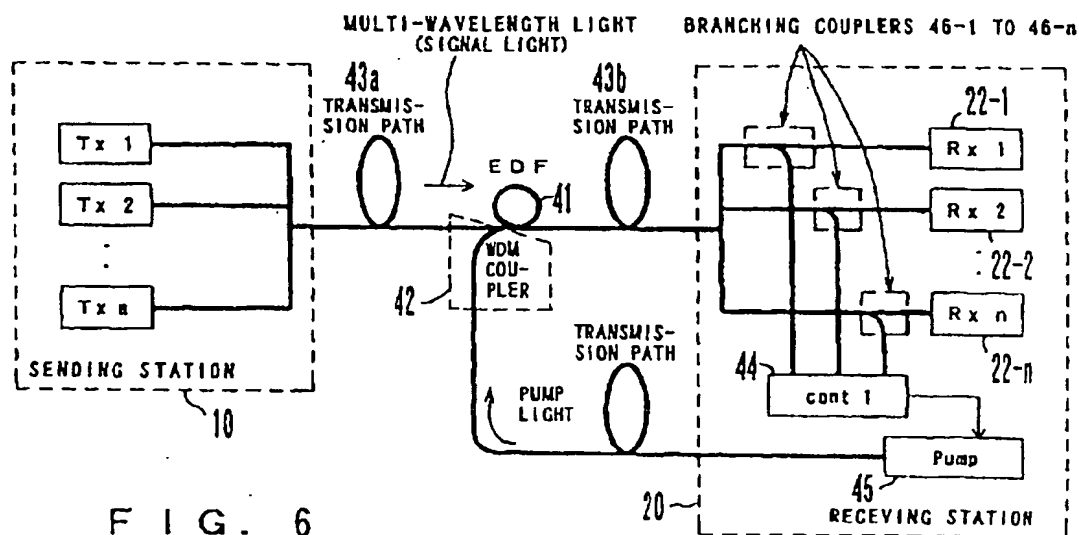 MULTI-WAVELENGTH LIGHT
(SIGNAL LIGHT)
BRANCHING COUPLERS 46-1 TO 46-n
43a
TRANSMIS-
SION PATH
43b
TRANSMIS-
SION PATH
22-1
Tx 1
Rx 1
EDF
41
Tx 2
Rx 2
22-2
WDM
COU-
PLER
42
Tx n
Rx n
22-n
TRANSMIS-
SION PATH
SENDING STATION
10
PUMP
LIGHT
44
cont 1
Pump
45
20
RECEVING STATION
FIG. 6